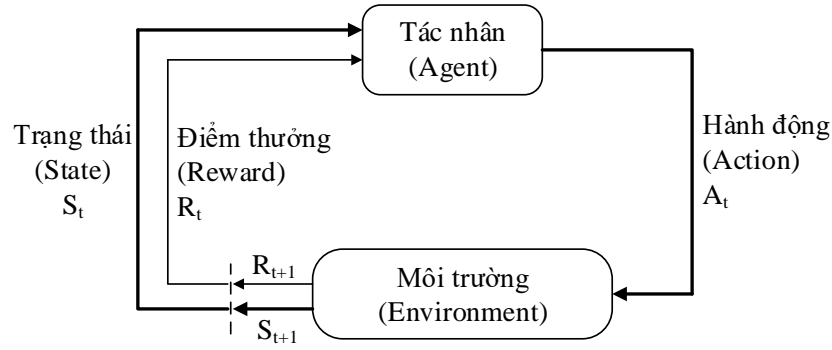 Tác nhân
(Agent)
Trạng thái
(State)
Sₜ
Điểm thưởng
(Reward)
Rₜ
Hành động
(Action)
Aₜ
Rₜ₊₁
Môi trường
(Environment)
Sₜ₊₁